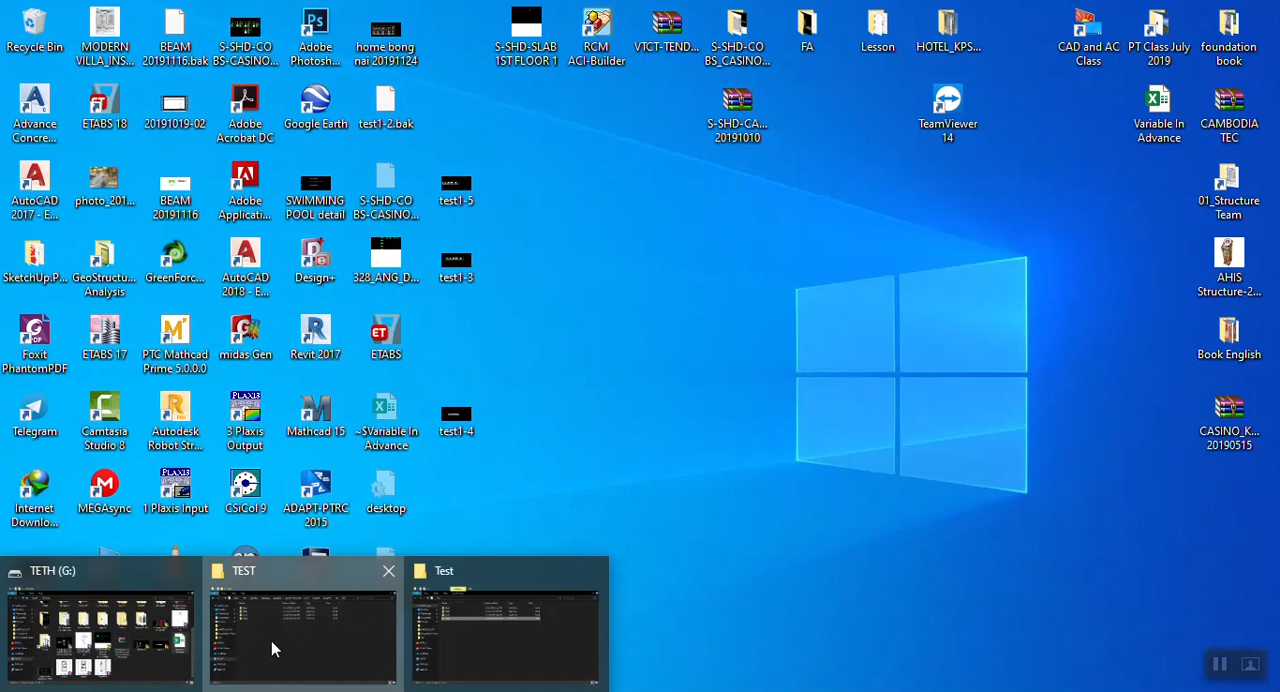 Recycle Bin
MODERN
VILLA_INS...
BEAM
20191116.bak
S-SHD-CO
BS-CASINO...
Adobe
Photosh...
home bong
nai 20191124
S-SHD-SLAB
1ST FLOOR 1
RCM
ACI-Builder
VTCT-TEND...
S-SHD-CO
BS_CASINO...
FA
Lesson
HOTEL_KPS...
CAD and AC
Class
PT Class July
2019
foundation
book
Advance
Concre...
ETABS 18
20191019-02
Adobe
Acrobat DC
Google Earth
test1-2.bak
S-SHD-CA...
20191010
TeamViewer
14
Variable In
Advance
CAMBODIA
TEC
AutoCAD
2017 - E...
photo_201...
BEAM
20191116
Adobe
Applicati...
SWIMMING
POOL detail
S-SHD-CO
BS-CASINO...
test1-5
01_Structure
Team
SketchUp.P...
GeoStructu...
Analysis
GreenForc...
AutoCAD
2018 - E...
Design+
328_ANG_D...
test1-3
AHIS
Structure-2...
Foxit
PhantomPDF
ETABS 17
PTC Mathcad
Prime 5.0.0.0
midas Gen
Revit 2017
ETABS
Book English
Telegram
Camtasia
Studio 8
Autodesk
Robot Str...
3 Plaxis
Output
Mathcad 15
~$Variable In
Advance
test1-4
CASINO_K...
20190515
Internet
Downlo...
MEGAsync
1 Plaxis Input
CSiCol 9
ADAPT-PTRC
2015
desktop
TETH (G:)
TEST
Test